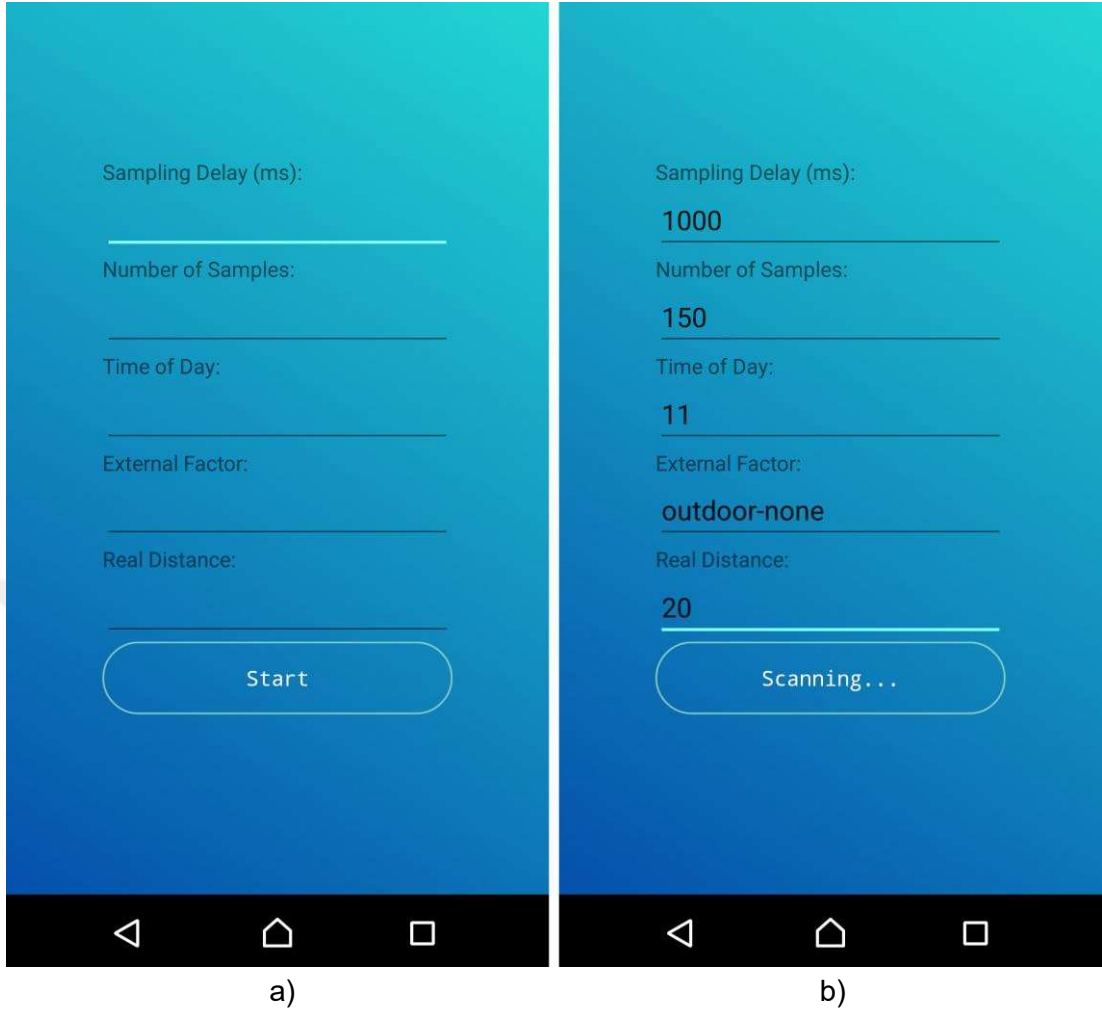 Sampling Delay (ms):
Number of Samples:
Time of Day:
External Factor:
Real Distance:
Start
a)
Sampling Delay (ms):
1000
Number of Samples:
150
Time of Day:
11
External Factor:
outdoor-none
Real Distance:
20
Scanning...
b)